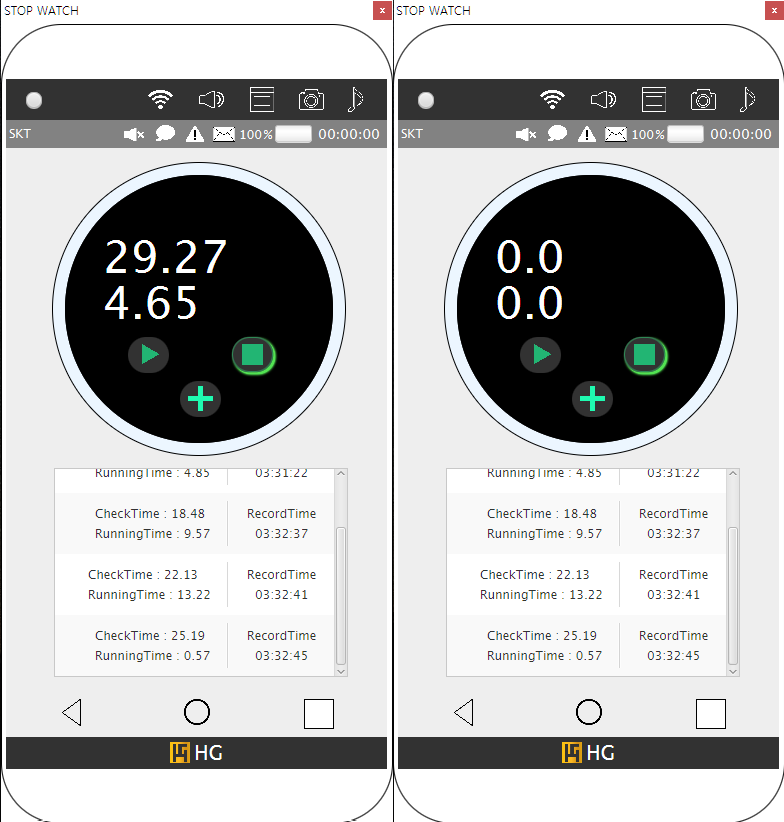 STOP WATCH
SKT
100%
00:00:00
29.27
4.65
RunningTime : 4.85
03:31:22
CheckTime : 18.48
RecordTime
RunningTime : 9.57
03:32:37
CheckTime : 22.13
RecordTime
RunningTime : 13.22
03:32:41
CheckTime : 25.19
RecordTime
RunningTime : 0.57
03:32:45
HG
STOP WATCH
SKT
100%
00:00:00
0.0
0.0
RunningTime : 4.85
03:31:22
CheckTime : 18.48
RecordTime
RunningTime : 9.57
03:32:37
CheckTime : 22.13
RecordTime
RunningTime : 13.22
03:32:41
CheckTime : 25.19
RecordTime
RunningTime : 0.57
03:32:45
HG